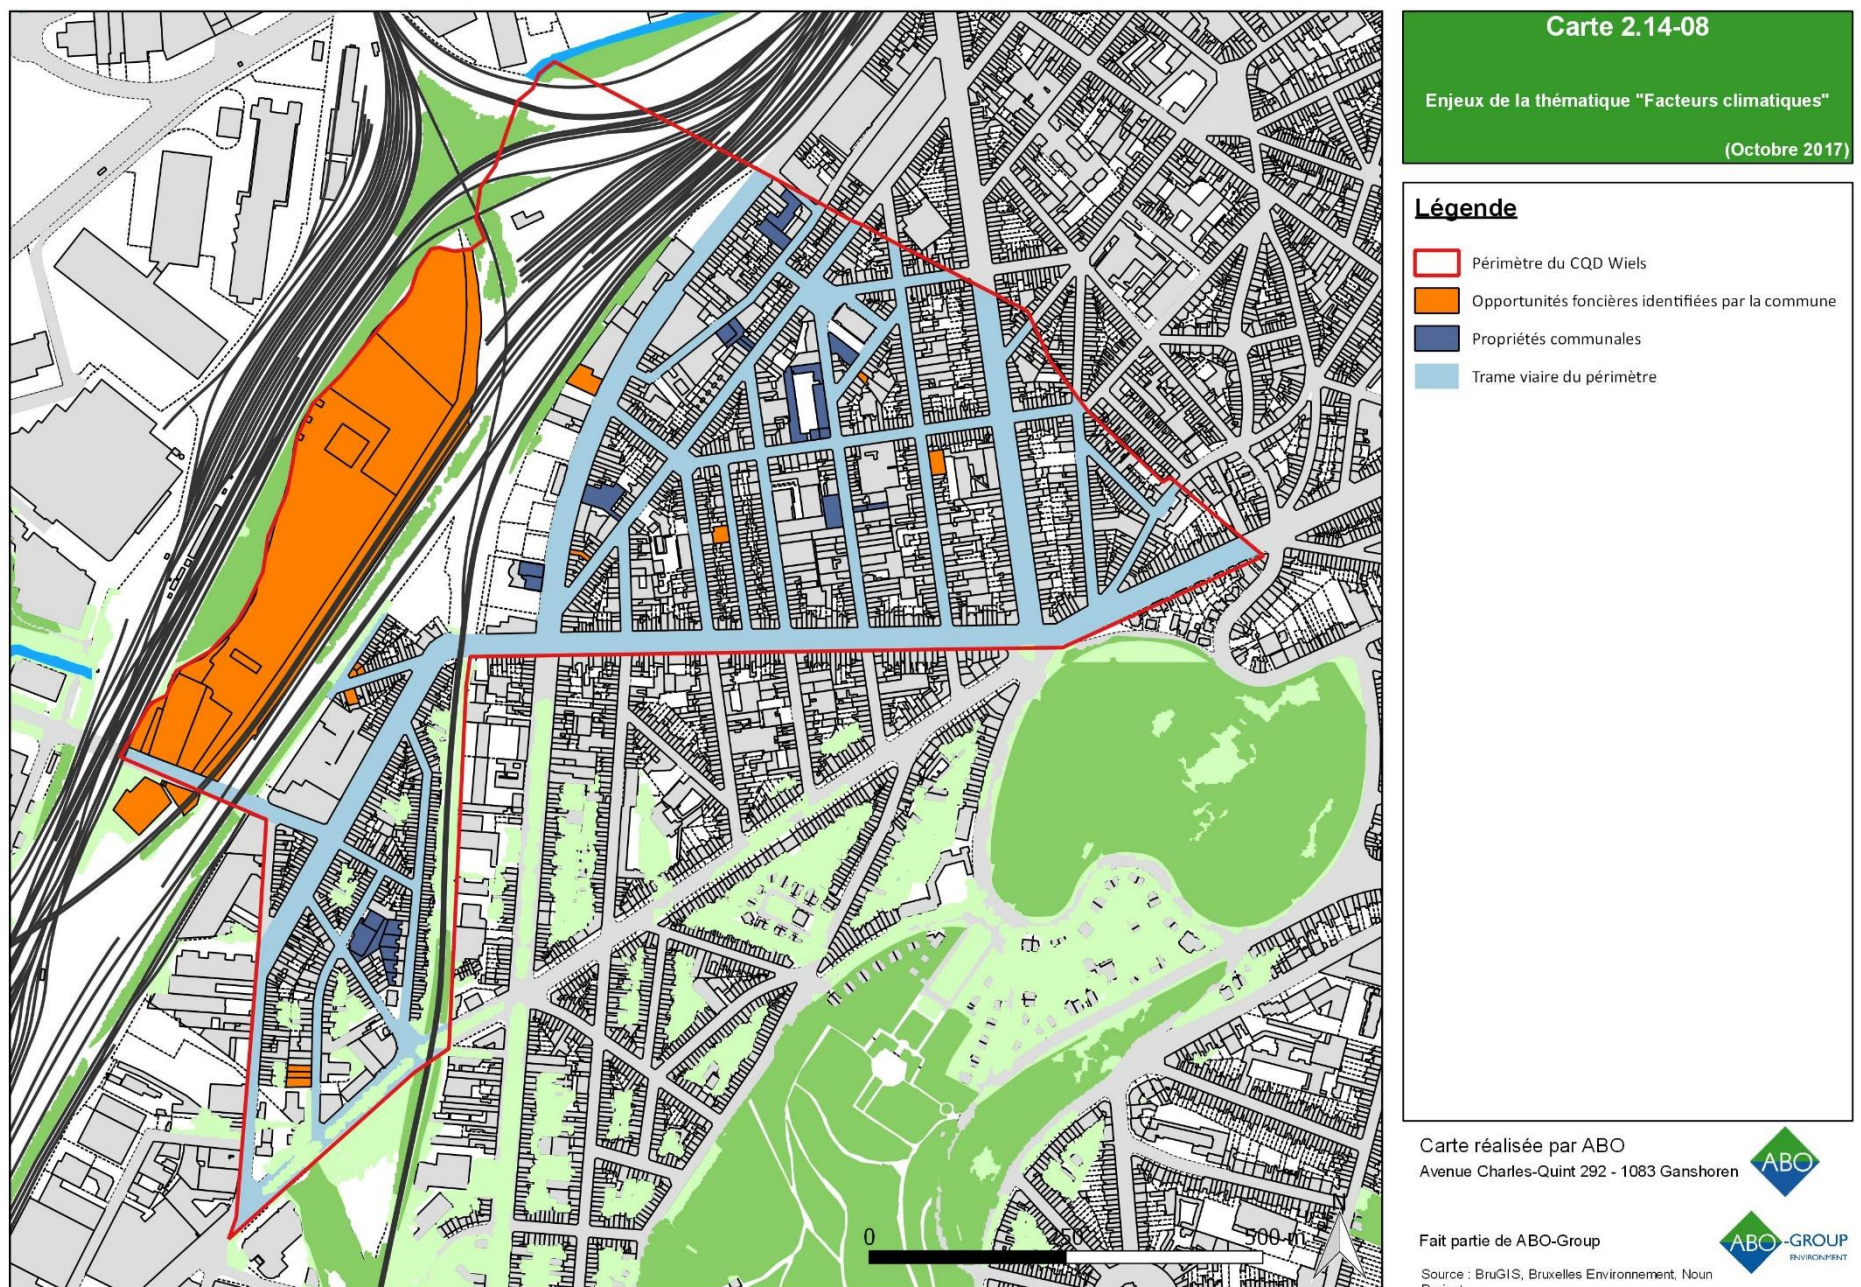 Carte 2.14-08
Enjeux de la thématique "Facteurs climatiques"
(Octobre 2017)
Légende
Périmètre du CQD Wiels
Opportunités foncières identifiées par la commune
Propriétés communales
Trame viaire du périmètre
0 250 500 m
Carte réalisée par ABO
Avenue Charles-Quint 292 - 1083 Ganshoren
ABO
Fait partie de ABO-Group
ABO-GROUP
ENVIRONMENT
Source : BruGIS, Bruxelles Environnement, Noun